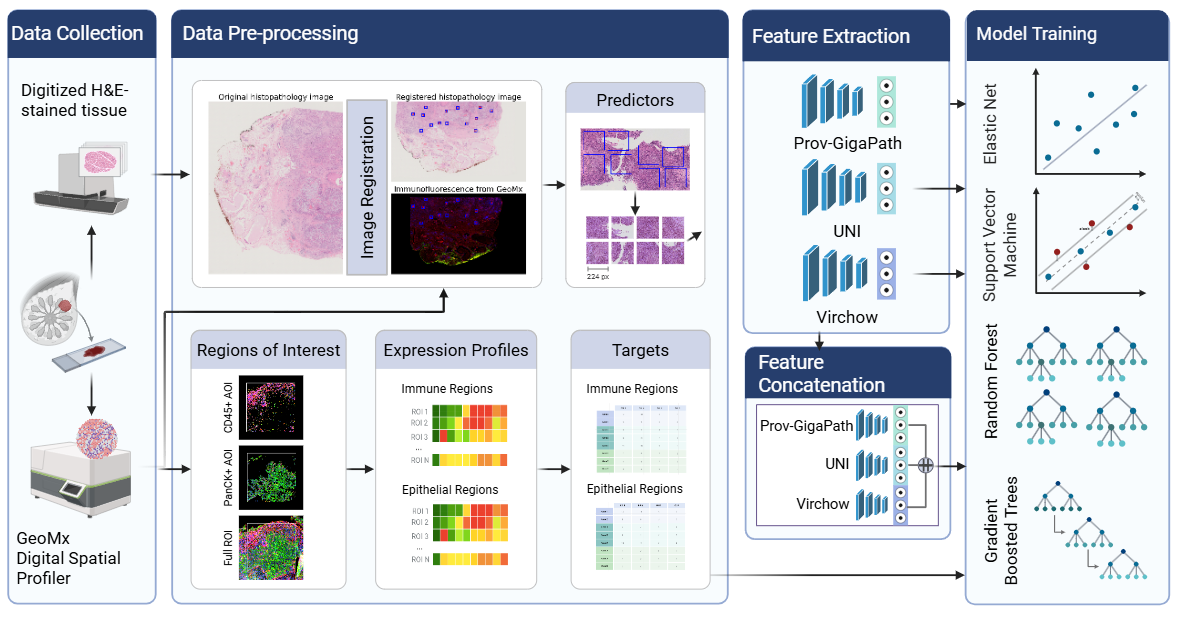 Data Collection
Digitized H&E-
stained tissue
GeoMx
Digital Spatial
Profiler
Data Pre-processing
Original histopathology image
Image Registration
Registered histopathology image
Immunofluorescence from GeoMx
Predictors
224 px
Regions of Interest
CD45+ AOI
PanCK+ AOI
Full ROI
Expression Profiles
Immune Regions
ROI 1
ROI 2
ROI 3
...
ROI N
Epithelial Regions
ROI 1
ROI 2
ROI 3
...
ROI N
Targets
Immune Regions
Epithelial Regions
Feature Extraction
Prov-GigaPath
UNI
Virchow
Feature
Concatenation
Prov-GigaPath
UNI
Virchow
Model Training
Elastic Net
Support Vector
Machine
Random Forest
Gradient
Boosted Trees